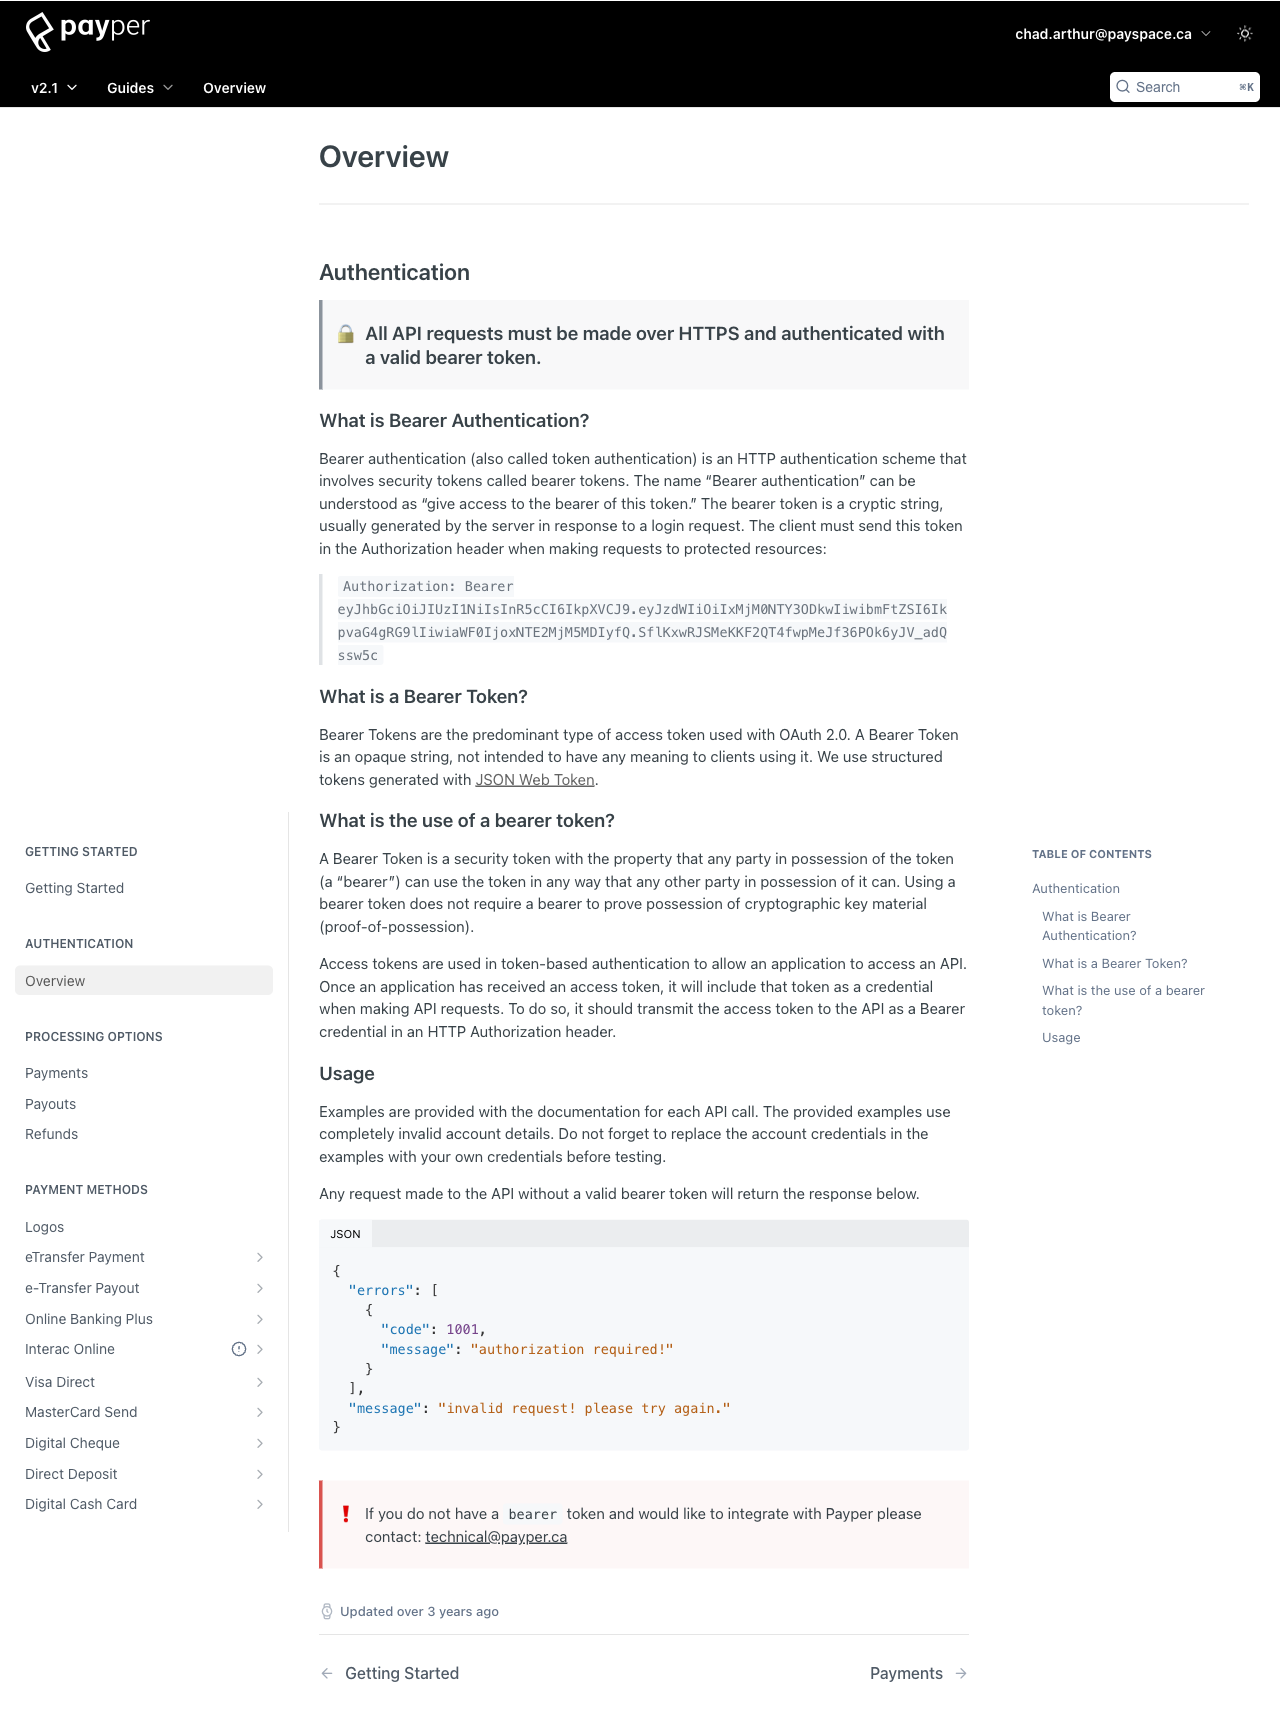 payper
chad.arthur@payspace.ca
v2.1
Guides
Overview
Search
⌘K
Overview
Authentication
🔒 All API requests must be made over HTTPS and authenticated with
a valid bearer token.
What is Bearer Authentication?
Bearer authentication (also called token authentication) is an HTTP authentication scheme that
involves security tokens called bearer tokens. The name “Bearer authentication” can be
understood as “give access to the bearer of this token.” The bearer token is a cryptic string,
usually generated by the server in response to a login request. The client must send this token
in the Authorization header when making requests to protected resources:
Authorization: Bearer
eyJhbGciOiJIUzI1NiIsInR5cCI6IkpXVCJ9.eyJzdWIiOiIxMjM0NTY3ODkwIiwibmFtZSI6Ik
pvaG4gRG9lIiwiaWF0IjoxNTE2MjM5MDIyfQ.SflKxwRJSMeKKF2QT4fwpMeJf36POk6yJV_adQ
ssw5c
What is a Bearer Token?
Bearer Tokens are the predominant type of access token used with OAuth 2.0. A Bearer Token
is an opaque string, not intended to have any meaning to clients using it. We use structured
tokens generated with JSON Web Token.
What is the use of a bearer token?
A Bearer Token is a security token with the property that any party in possession of the token
(a “bearer”) can use the token in any way that any other party in possession of it can. Using a
bearer token does not require a bearer to prove possession of cryptographic key material
(proof-of-possession).
Access tokens are used in token-based authentication to allow an application to access an API.
Once an application has received an access token, it will include that token as a credential
when making API requests. To do so, it should transmit the access token to the API as a Bearer
credential in an HTTP Authorization header.
Usage
Examples are provided with the documentation for each API call. The provided examples use
completely invalid account details. Do not forget to replace the account credentials in the
examples with your own credentials before testing.
Any request made to the API without a valid bearer token will return the response below.
JSON
{
  "errors": [
    {
      "code": 1001,
      "message": "authorization required!"
    }
  ],
  "message": "invalid request! please try again."
}
❗ If you do not have a bearer token and would like to integrate with Payper please
contact: technical@payper.ca
Updated over 3 years ago
← Getting Started
Payments →
GETTING STARTED
Getting Started
AUTHENTICATION
Overview
PROCESSING OPTIONS
Payments
Payouts
Refunds
PAYMENT METHODS
Logos
eTransfer Payment
e-Transfer Payout
Online Banking Plus
Interac Online
Visa Direct
MasterCard Send
Digital Cheque
Direct Deposit
Digital Cash Card
TABLE OF CONTENTS
Authentication
What is Bearer
Authentication?
What is a Bearer Token?
What is the use of a bearer
token?
Usage